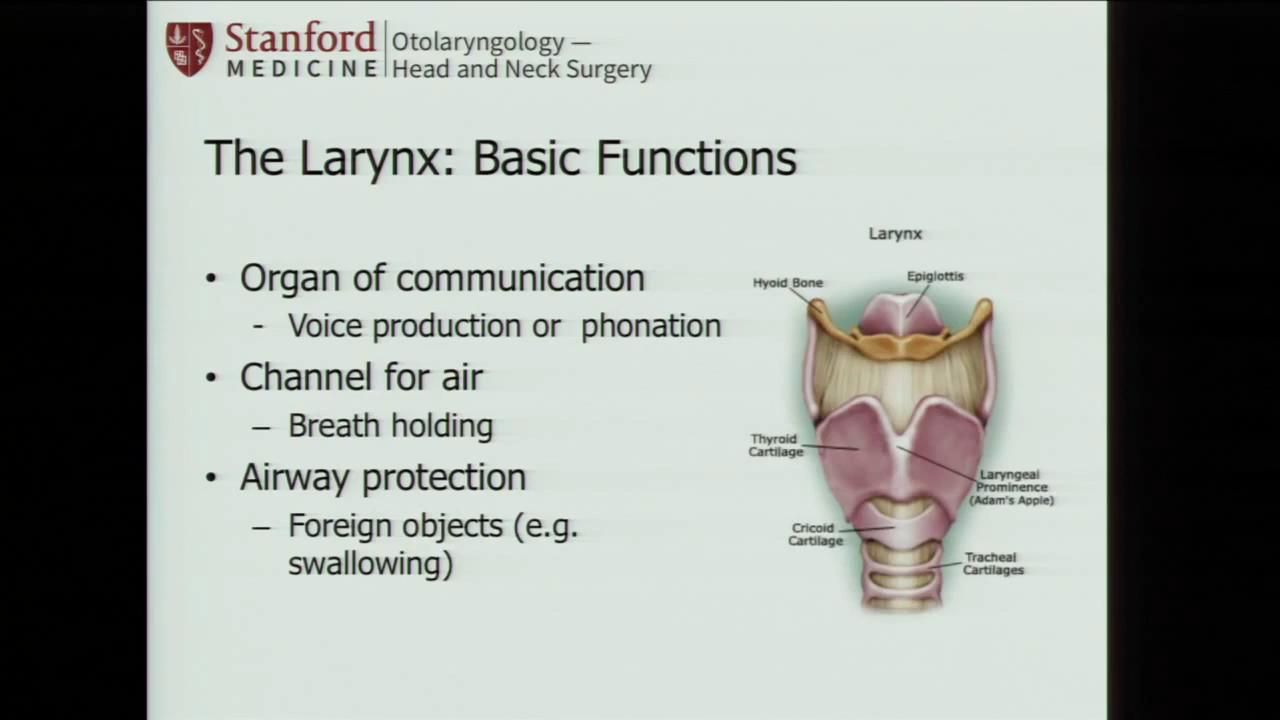 Stanford
MEDICINE
Otolaryngology —
Head and Neck Surgery
The Larynx: Basic Functions
• Organ of communication
- Voice production or phonation
• Channel for air
– Breath holding
• Airway protection
– Foreign objects (e.g.
swallowing)
Larynx
Hyoid Bone
Epiglottis
Thyroid
Cartilage
Laryngeal
Prominence
(Adam's Apple)
Cricoid
Cartilage
Tracheal
Cartilages